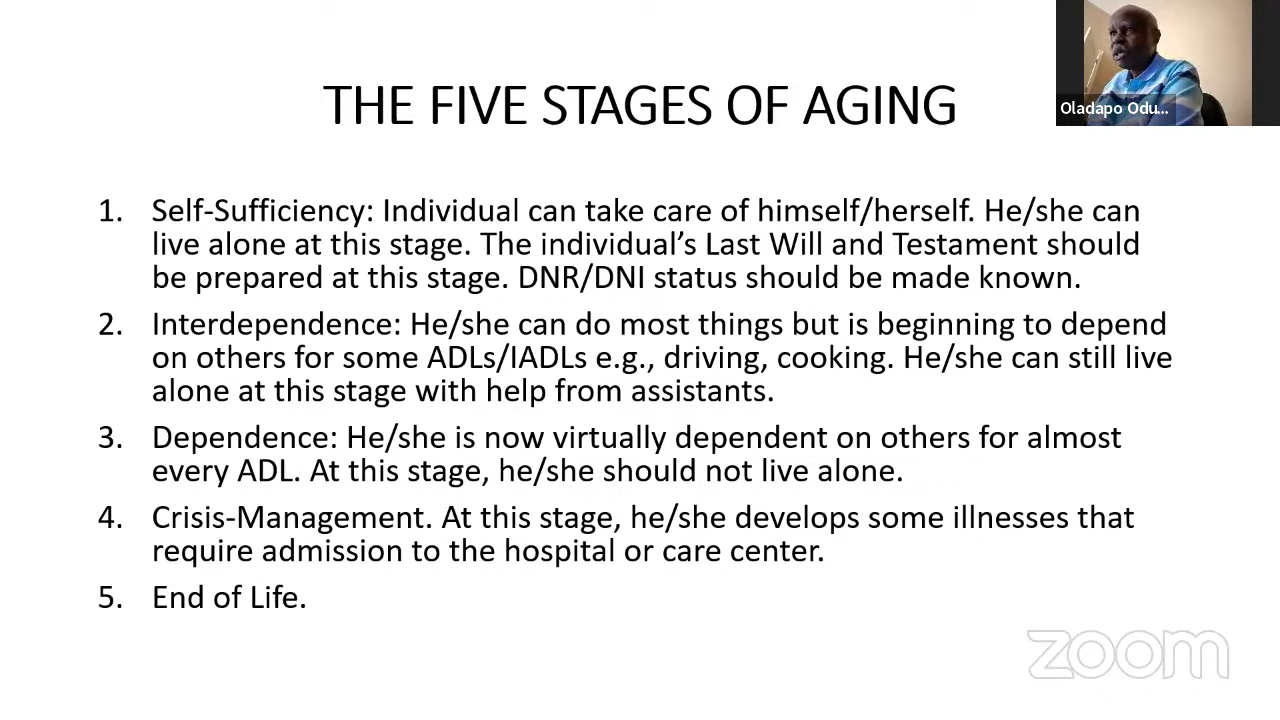 THE FIVE STAGES OF AGING
Oladapo Odu...
1. Self-Sufficiency: Individual can take care of himself/herself. He/she can
live alone at this stage. The individual’s Last Will and Testament should
be prepared at this stage. DNR/DNI status should be made known.
2. Interdependence: He/she can do most things but is beginning to depend
on others for some ADLs/IADLs e.g., driving, cooking. He/she can still live
alone at this stage with help from assistants.
3. Dependence: He/she is now virtually dependent on others for almost
every ADL. At this stage, he/she should not live alone.
4. Crisis-Management. At this stage, he/she develops some illnesses that
require admission to the hospital or care center.
5. End of Life.
zoom